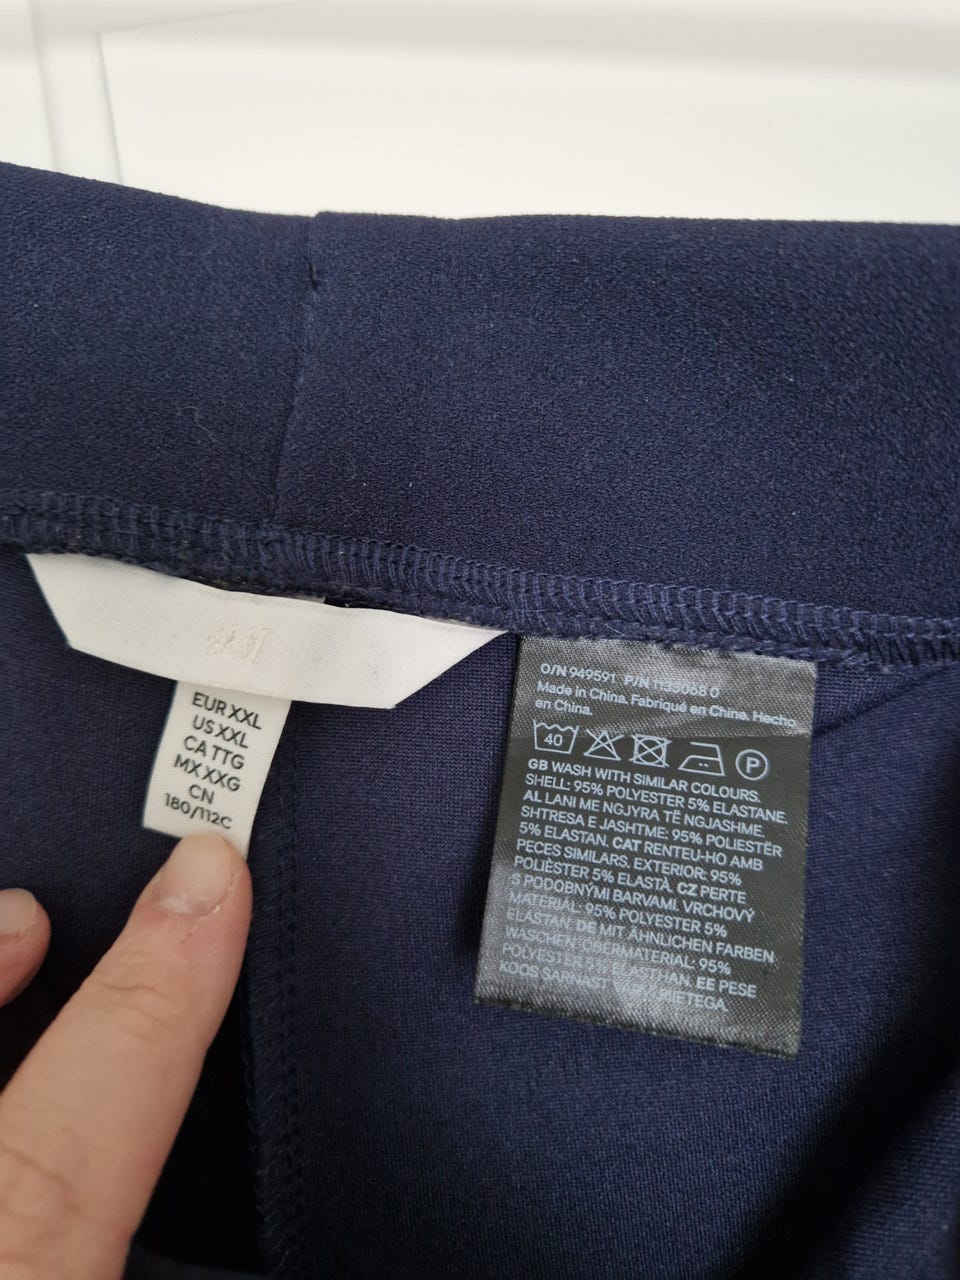 H&M
EUR XXL
US XXL
CA TTG
MX XXG
CN
180/112C
O/N 949591 P/N 1133068 0
Made in China. Fabriqué en Chine. Hecho
en China.
40
P
GB WASH WITH SIMILAR COLOURS.
SHELL: 95% POLYESTER 5% ELASTANE.
AL LANI ME NGJYRA TË NGJASHME.
SHTRESA E JASHTME: 95% POLIESTËR
5% ELASTAN. CAT RENTEU-HO AMB
PECES SIMILARS. EXTERIOR: 95%
POLIÈSTER 5% ELASTÀ. CZ PERTE
S PODOBNÝMI BARVAMI. VRCHOVÝ
MATERIÁL: 95% POLYESTER 5%
ELASTAN. DE MIT ÄHNLICHEN FARBEN
WASCHEN. OBERMATERIAL: 95%
POLYESTER 5% ELASTHAN. EE PESE
KOOS SARNASTE